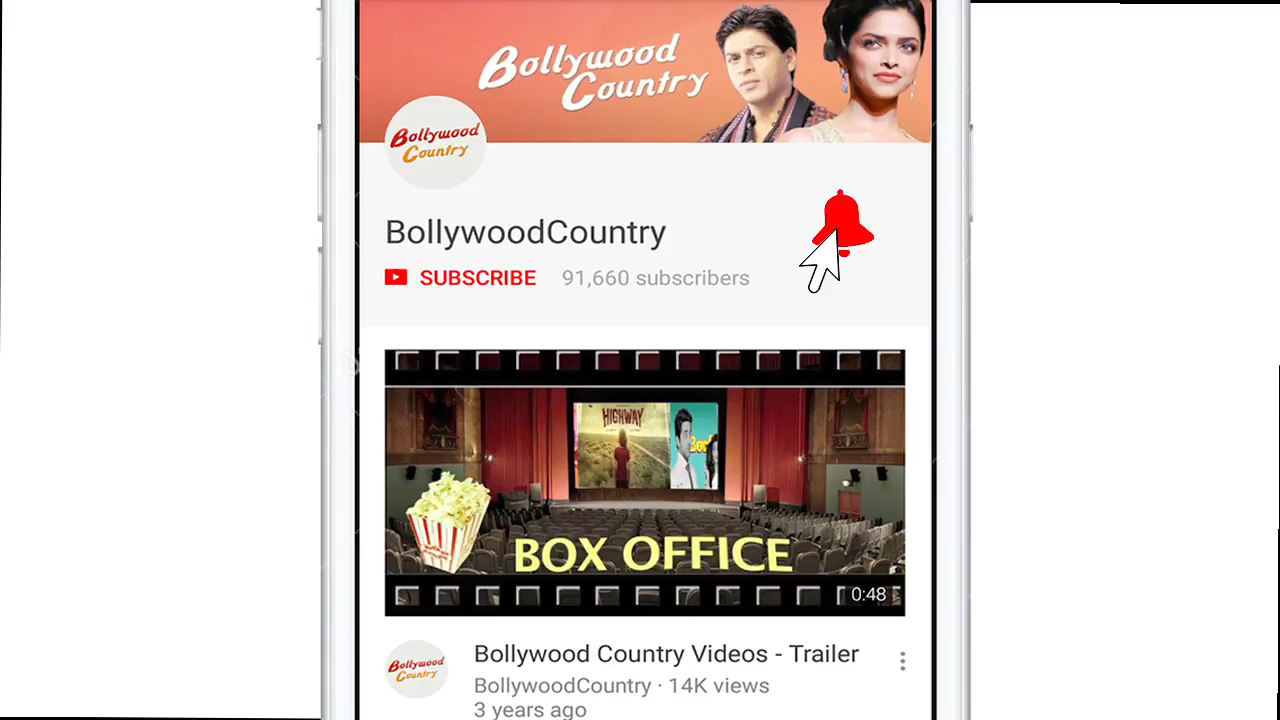 Bollywood
Country
Bollywood
Country
BollywoodCountry
SUBSCRIBE 91,660 subscribers
HIGHWAY
BOX OFFICE
0:48
Bollywood
Country
Bollywood Country Videos - Trailer
BollywoodCountry · 14K views
3 years ago